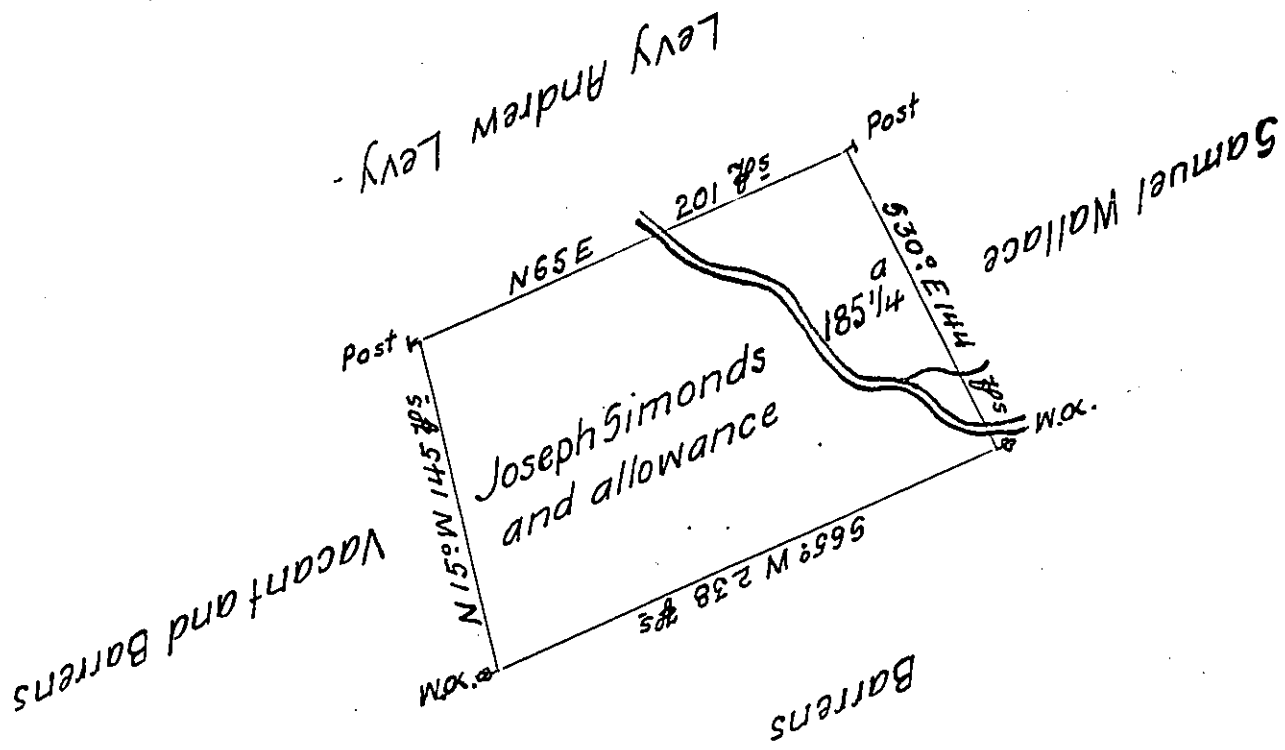 Levy Andrew Levy.
Post
201 ps
N65E
Samuel Wallace
S30° E 144
ps
a
185 1/4
Post
Joseph Simonds
and allowance
W.O.
N 15° W 145 ps
Vacant and Barrens
S65° W 238 ps
W.O.
Barrens